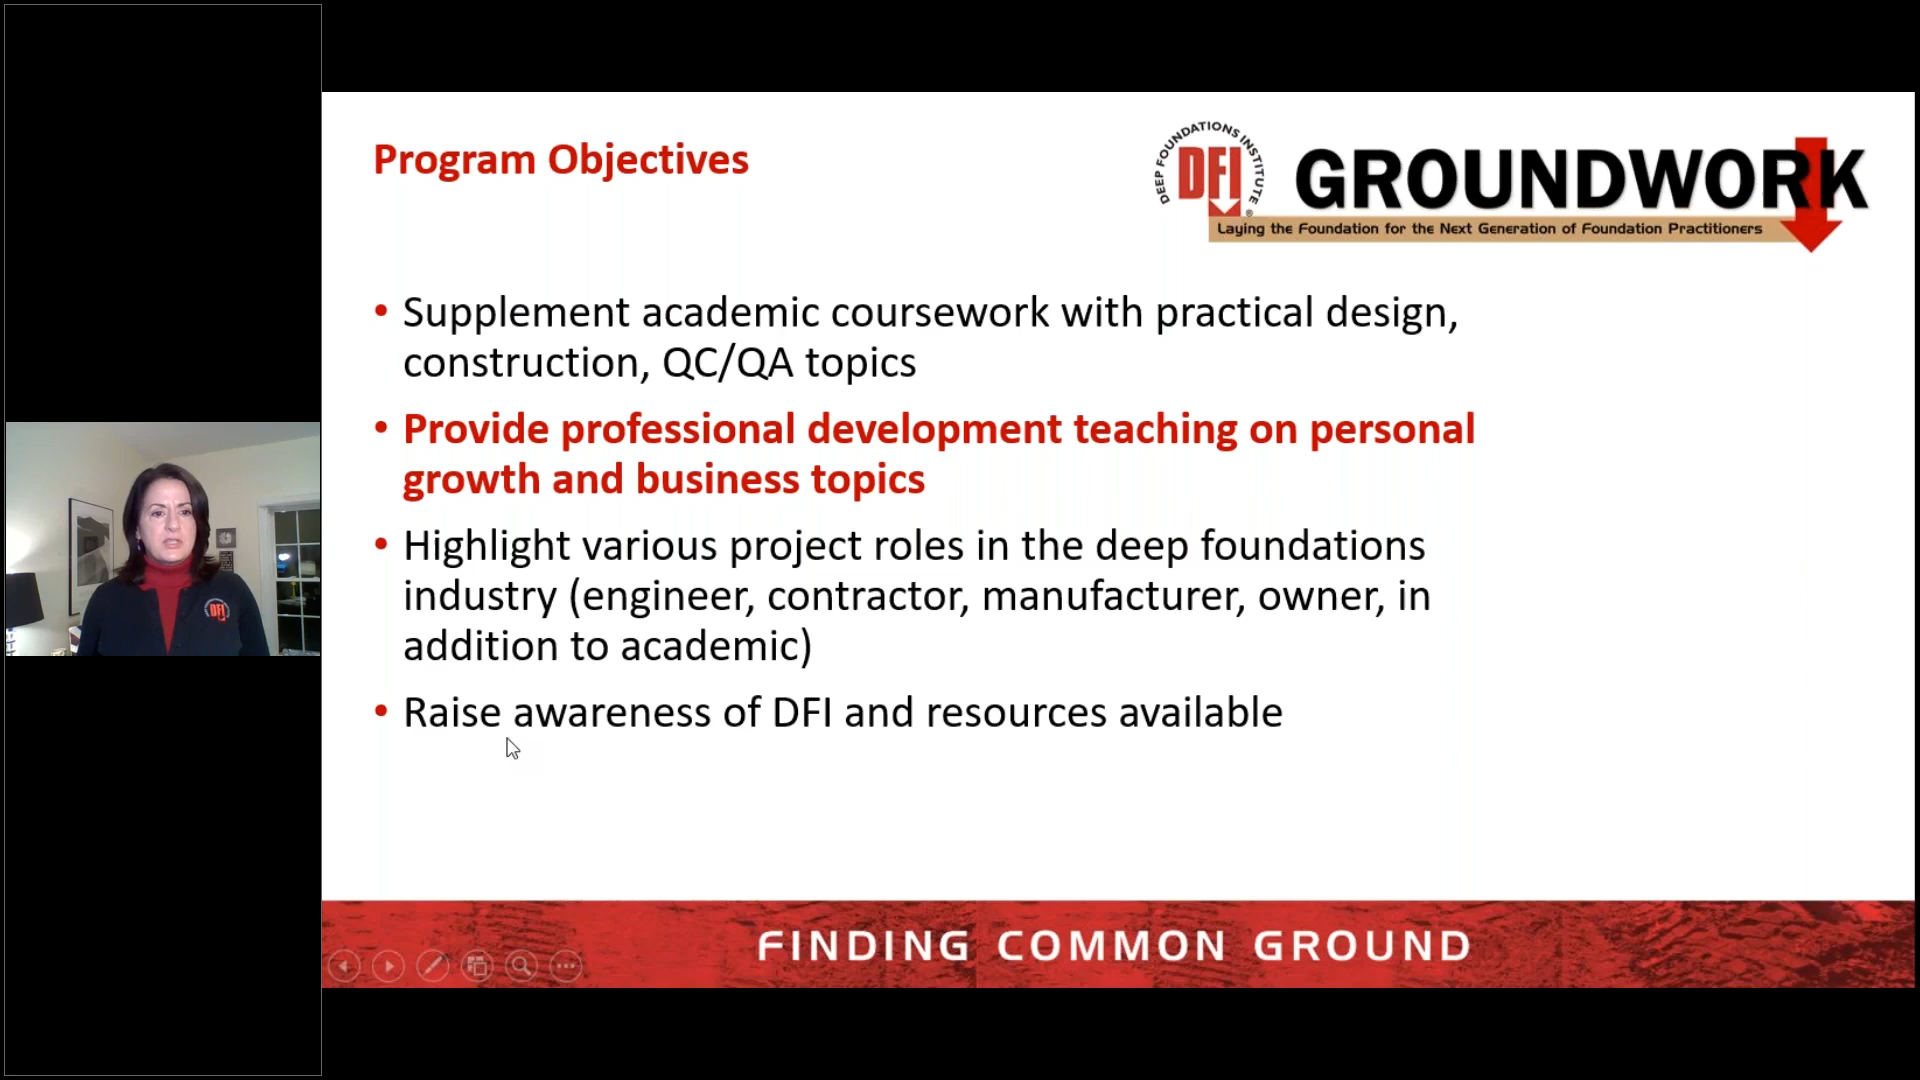 Program Objectives
DEEP FOUNDATIONS INSTITUTE
DFI
®
GROUNDWORK
Laying the Foundation for the Next Generation of Foundation Practitioners
• Supplement academic coursework with practical design,
construction, QC/QA topics
• Provide professional development teaching on personal
growth and business topics
• Highlight various project roles in the deep foundations
industry (engineer, contractor, manufacturer, owner, in
addition to academic)
• Raise awareness of DFI and resources available
DFI
FINDING COMMON GROUND